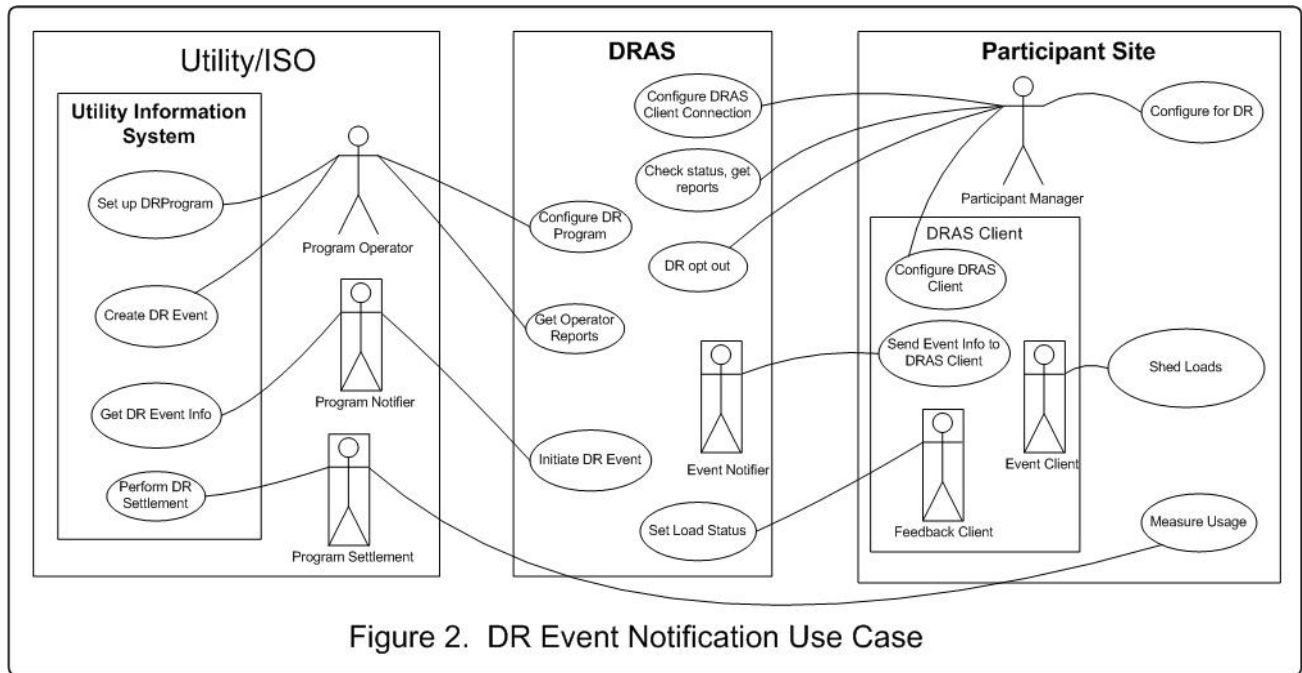 Utility/ISO
Utility Information
System
Set up DRProgram
Create DR Event
Get DR Event Info
Perform DR
Settlement
Program Operator
Program Notifier
Program Settlement
DRAS
Configure DRAS
Client Connection
Check status, get
reports
Configure DR
Program
DR opt out
Get Operator
Reports
Initiate DR Event
Event Notifier
Set Load Status
Participant Site
Configure for DR
Participant Manager
DRAS Client
Configure DRAS
Client
Send Event Info to
DRAS Client
Shed Loads
Event Client
Feedback Client
Measure Usage
Figure 2. DR Event Notification Use Case